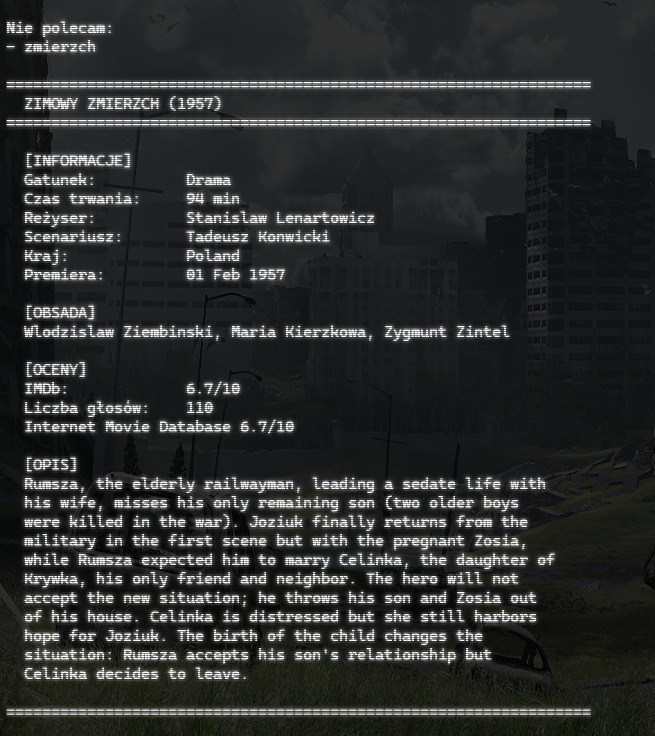 Nie polecam:
- zmierzch
=================================================================
ZIMOWY ZMIERZCH (1957)
=================================================================
[INFORMACJE]
Gatunek: Drama
Czas trwania: 94 min
Reżyser: Stanislaw Lenartowicz
Scenariusz: Tadeusz Konwicki
Kraj: Poland
Premiera: 01 Feb 1957
[OBSADA]
Wlodzislaw Ziembinski, Maria Kierzkowa, Zygmunt Zintel
[OCENY]
IMDb: 6.7/10
Liczba głosów: 110
Internet Movie Database 6.7/10
[OPIS]
Rumsza, the elderly railwayman, leading a sedate life with
his wife, misses his only remaining son (two older boys
were killed in the war). Joziuk finally returns from the
military in the first scene but with the pregnant Zosia,
while Rumsza expected him to marry Celinka, the daughter of
Krywka, his only friend and neighbor. The hero will not
accept the new situation; he throws his son and Zosia out
of his house. Celinka is distressed but she still harbors
hope for Joziuk. The birth of the child changes the
situation: Rumsza accepts his son's relationship but
Celinka decides to leave.
=================================================================